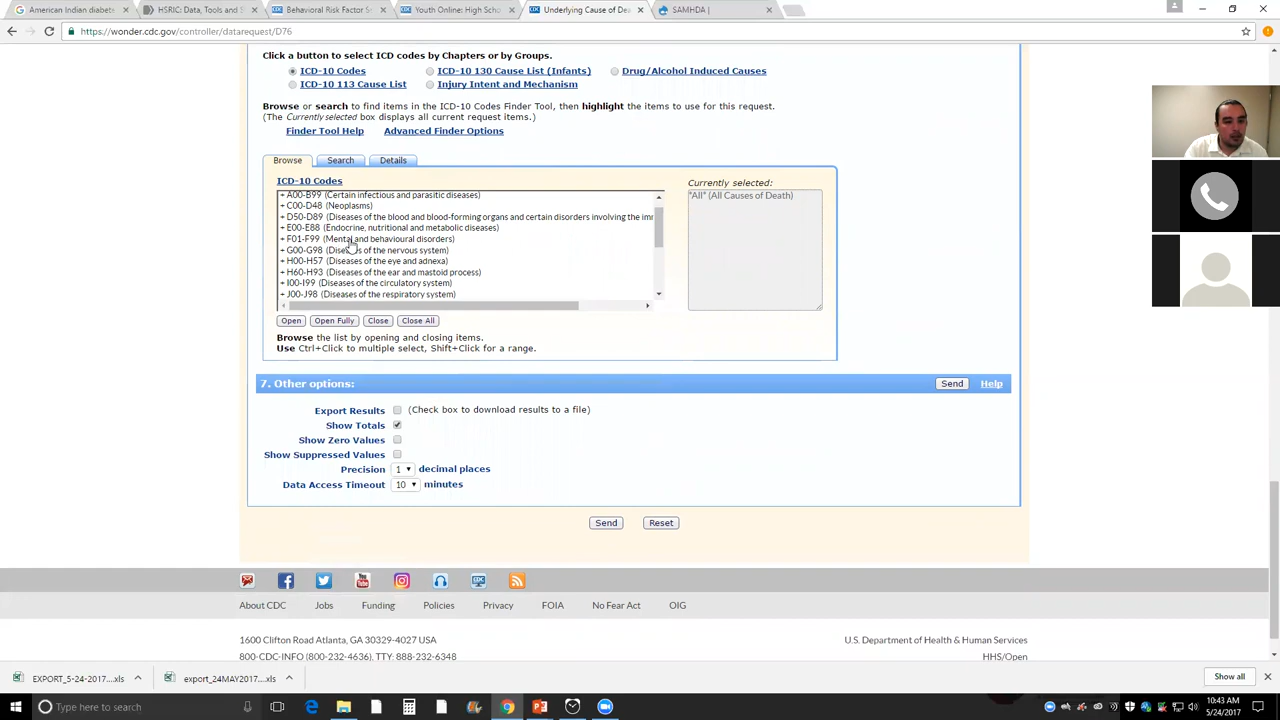 American Indian diabete
HSRIC: Data, Tools and S
Behavioral Risk Factor S
Youth Online: High Schoo
Underlying Cause of Dea
SAMHDA |
https://wonder.cdc.gov/controller/datarequest/D76
Click a button to select ICD codes by Chapters or by Groups.
ICD-10 Codes
ICD-10 130 Cause List (Infants)
Drug/Alcohol Induced Causes
ICD-10 113 Cause List
Injury Intent and Mechanism
Browse or search to find items in the ICD-10 Codes Finder Tool, then highlight the items to use for this request.
(The Currently selected box displays all current request items.)
Finder Tool Help
Advanced Finder Options
Browse
Search
Details
ICD-10 Codes
Currently selected:
+ A00-B99 (Certain infectious and parasitic diseases)
+ C00-D48 (Neoplasms)
+ D50-D89 (Diseases of the blood and blood-forming organs and certain disorders involving the imm
+ E00-E88 (Endocrine, nutritional and metabolic diseases)
+ F01-F99 (Mental and behavioural disorders)
+ G00-G98 (Diseases of the nervous system)
+ H00-H57 (Diseases of the eye and adnexa)
+ H60-H93 (Diseases of the ear and mastoid process)
+ I00-I99 (Diseases of the circulatory system)
+ J00-J98 (Diseases of the respiratory system)
*All* (All Causes of Death)
Open
Open Fully
Close
Close All
Browse the list by opening and closing items.
Use Ctrl+Click to multiple select, Shift+Click for a range.
7. Other options:
Send
Help
Export Results
(Check box to download results to a file)
Show Totals
Show Zero Values
Show Suppressed Values
Precision 1 decimal places
Data Access Timeout 10 minutes
Send
Reset
You Tube
CDC
About CDC
Jobs
Funding
Policies
Privacy
FOIA
No Fear Act
OIG
1600 Clifton Road Atlanta, GA 30329-4027 USA
800-CDC-INFO (800-232-4636), TTY: 888-232-6348
U.S. Department of Health & Human Services
HHS/Open
EXPORT_5-24-2017....xls
export_24MAY2017....xls
Show all
Type here to search
10:43 AM
5/24/2017